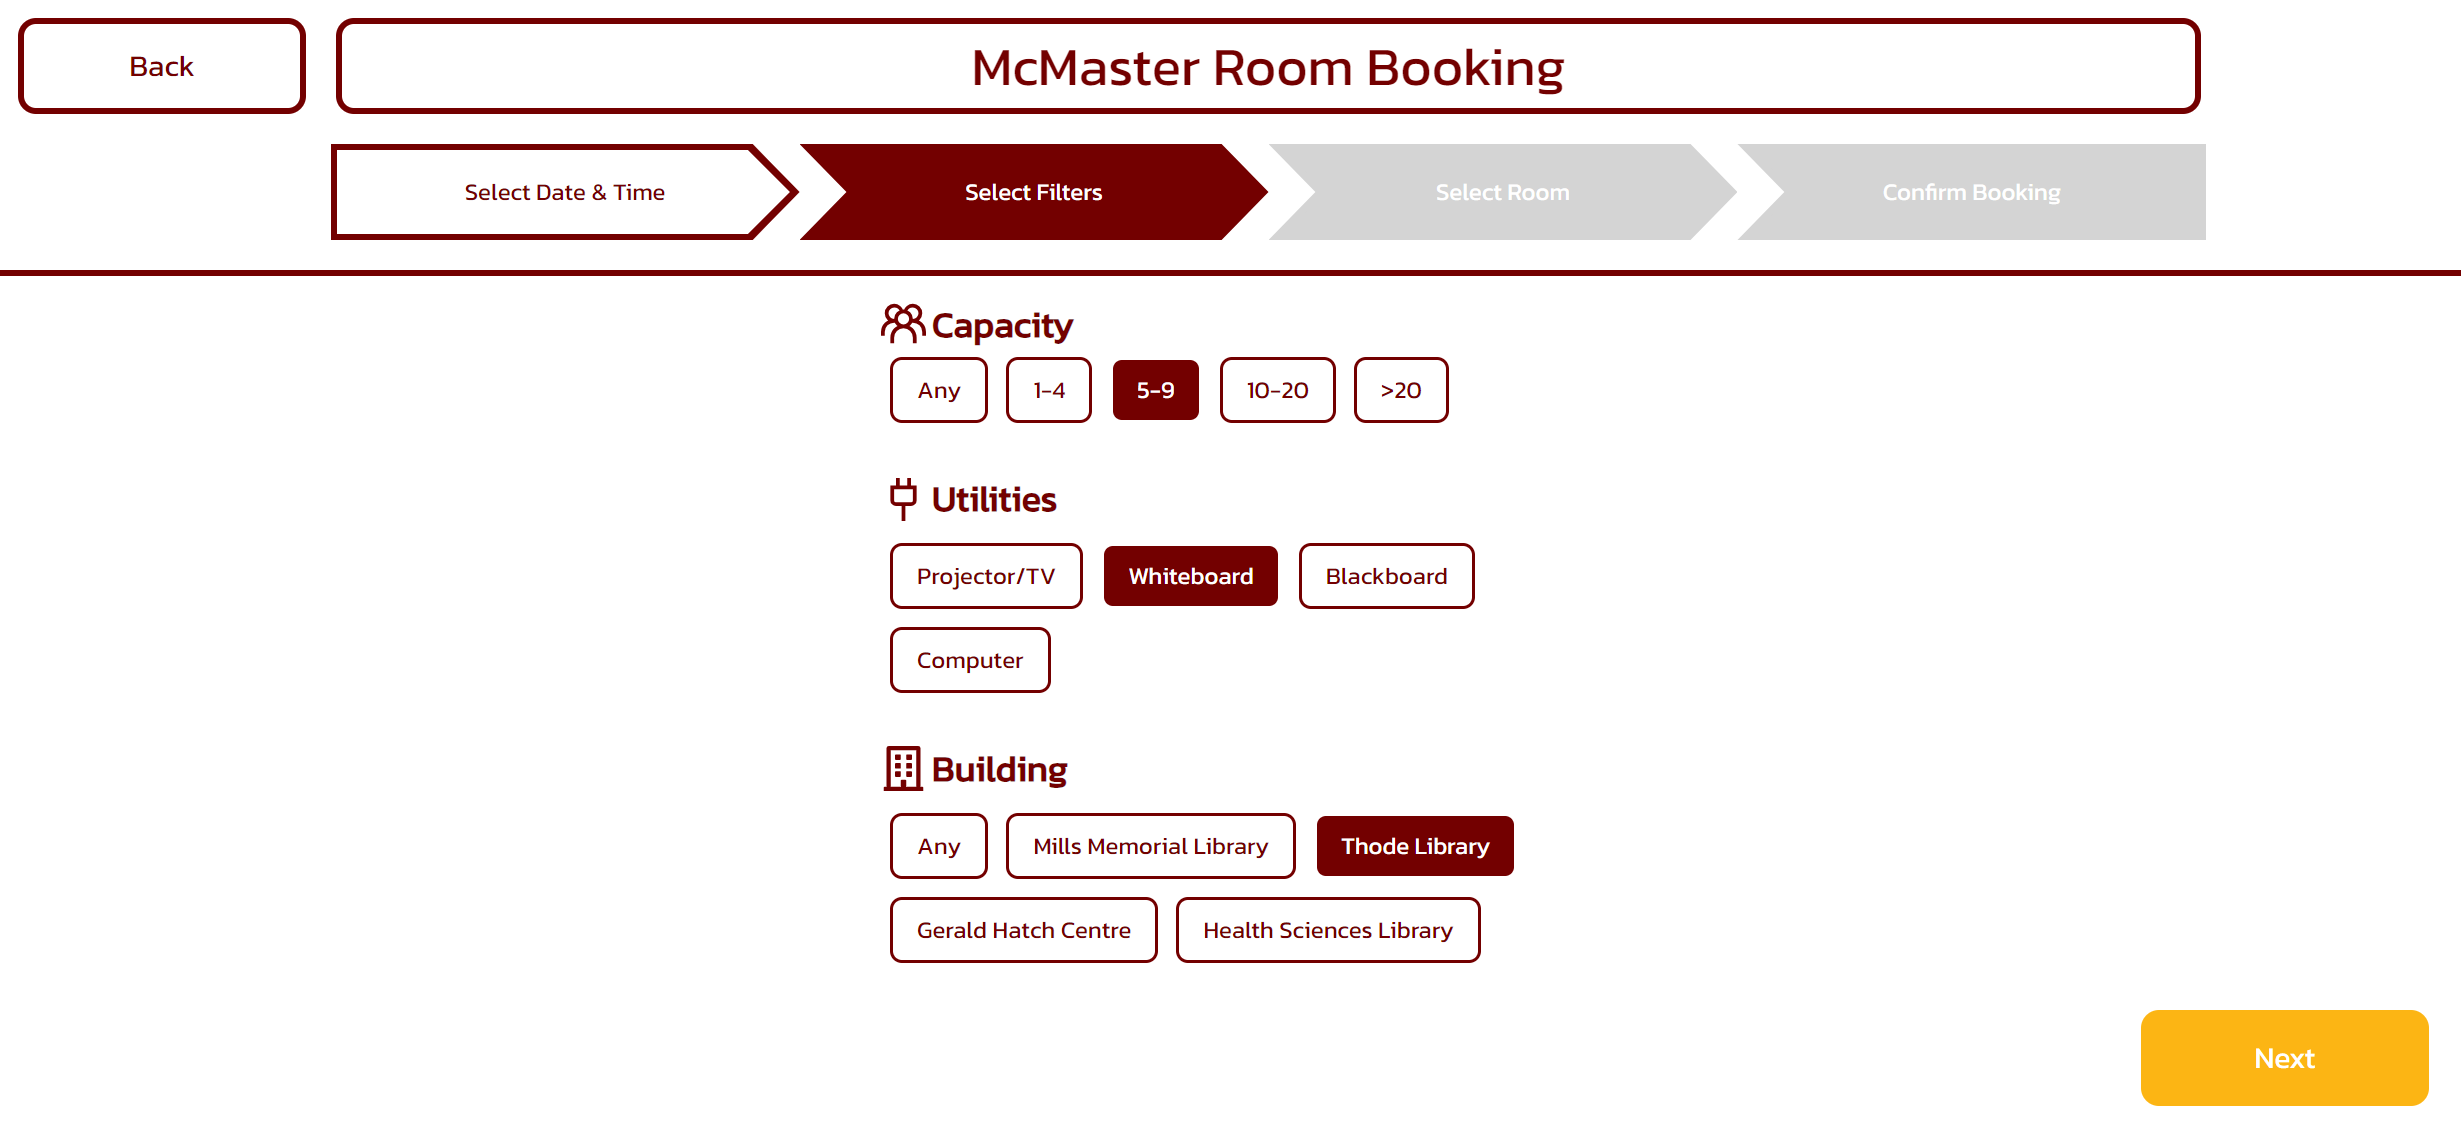 Back
McMaster Room Booking
Select Date & Time
Select Filters
Select Room
Confirm Booking
Capacity
Any
1-4
5-9
10-20
>20
Utilities
Projector/TV
Whiteboard
Blackboard
Computer
Building
Any
Mills Memorial Library
Thode Library
Gerald Hatch Centre
Health Sciences Library
Next